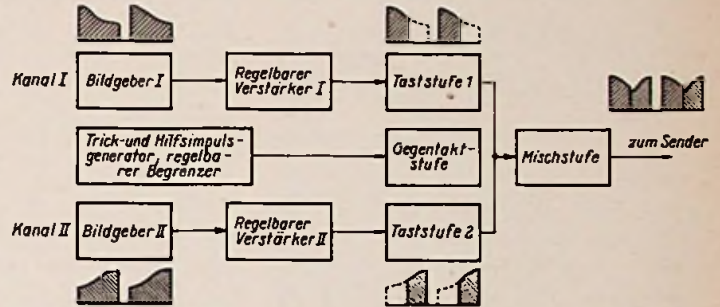 Kanal I
Bildgeber I
Regelbarer
Verstärker I
Taststufe 1
Trick-und Hilfsimpuls-
generator, regelba-
rer Begrenzer
Gegentakt-
stufe
Mischstufe
zum Sender
Kanal II
Bildgeber II
Regelbarer
Verstärker II
Taststufe 2